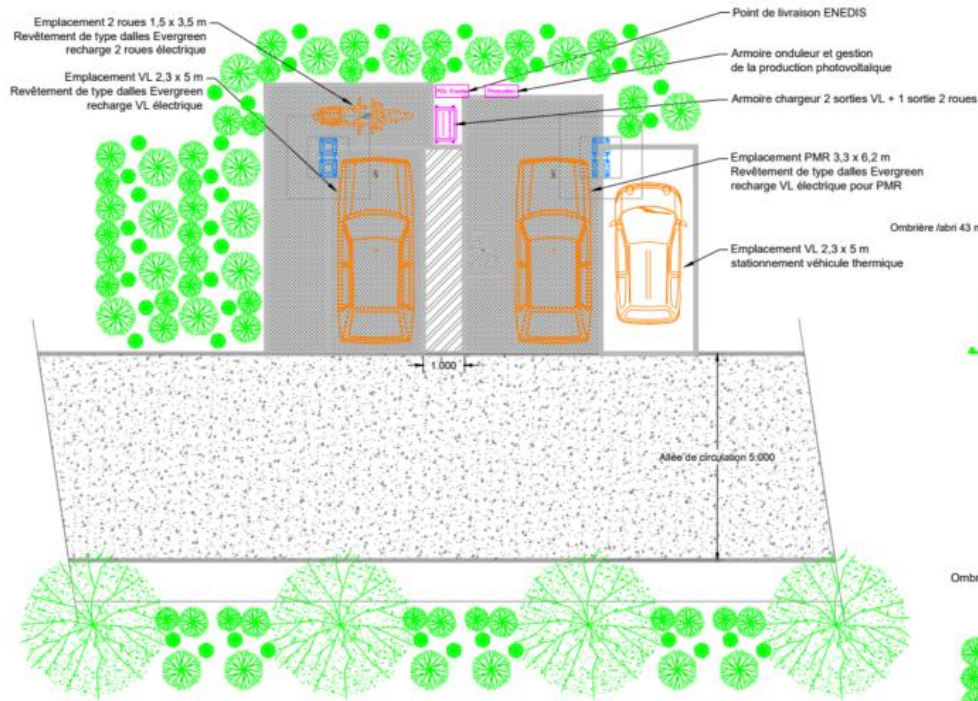 Emplacement 2 roues 1,5 x 3,5 m
Revêtement de type dalles Evergreen
recharge 2 roues électrique
Emplacement VL 2,3 x 5 m
Revêtement de type dalles Evergreen
recharge VL électrique
Point de livraison ENEDIS
Armoire onduleur et gestion
de la production photovoltaïque
PDL Enedis
Armoire chargeur 2 sorties VL + 1 sortie 2 roues
Emplacement PMR 3,3 x 6,2 m
Revêtement de type dalles Evergreen
recharge VL électrique pour PMR
Ombrière /abri 43 m
Emplacement VL 2,3 x 5 m
stationnement véhicule thermique
1.000
Allée de circulation 5.000
Ombri